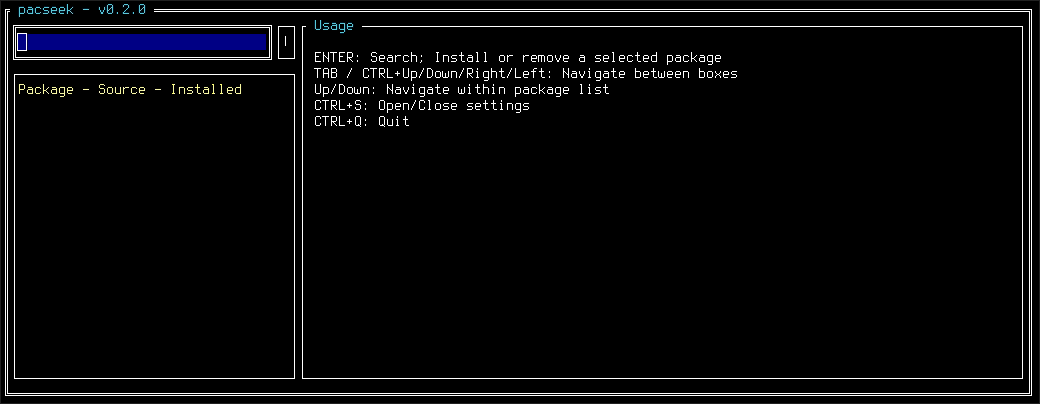 pacseek - v0.2.0
Usage
ENTER: Search; Install or remove a selected package
TAB / CTRL+Up/Down/Right/Left: Navigate between boxes
Up/Down: Navigate within package list
CTRL+S: Open/Close settings
CTRL+Q: Quit
Package - Source - Installed